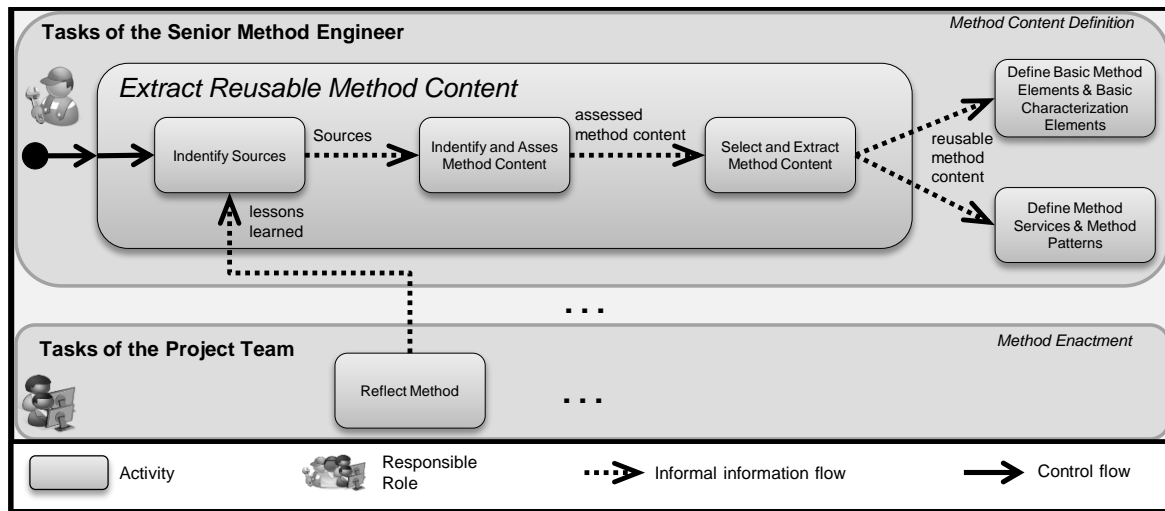 Method Content Definition
Tasks of the Senior Method Engineer
Extract Reusable Method Content
Indentify Sources
Sources
Indentify and Asses
Method Content
assessed
method content
Select and Extract
Method Content
reusable
method
content
Define Basic Method
Elements & Basic
Characterization
Elements
Define Method
Services & Method
Patterns
lessons
learned
. . .
Tasks of the Project Team
Method Enactment
Reflect Method
. . .
Activity
Responsible
Role
Informal information flow
Control flow